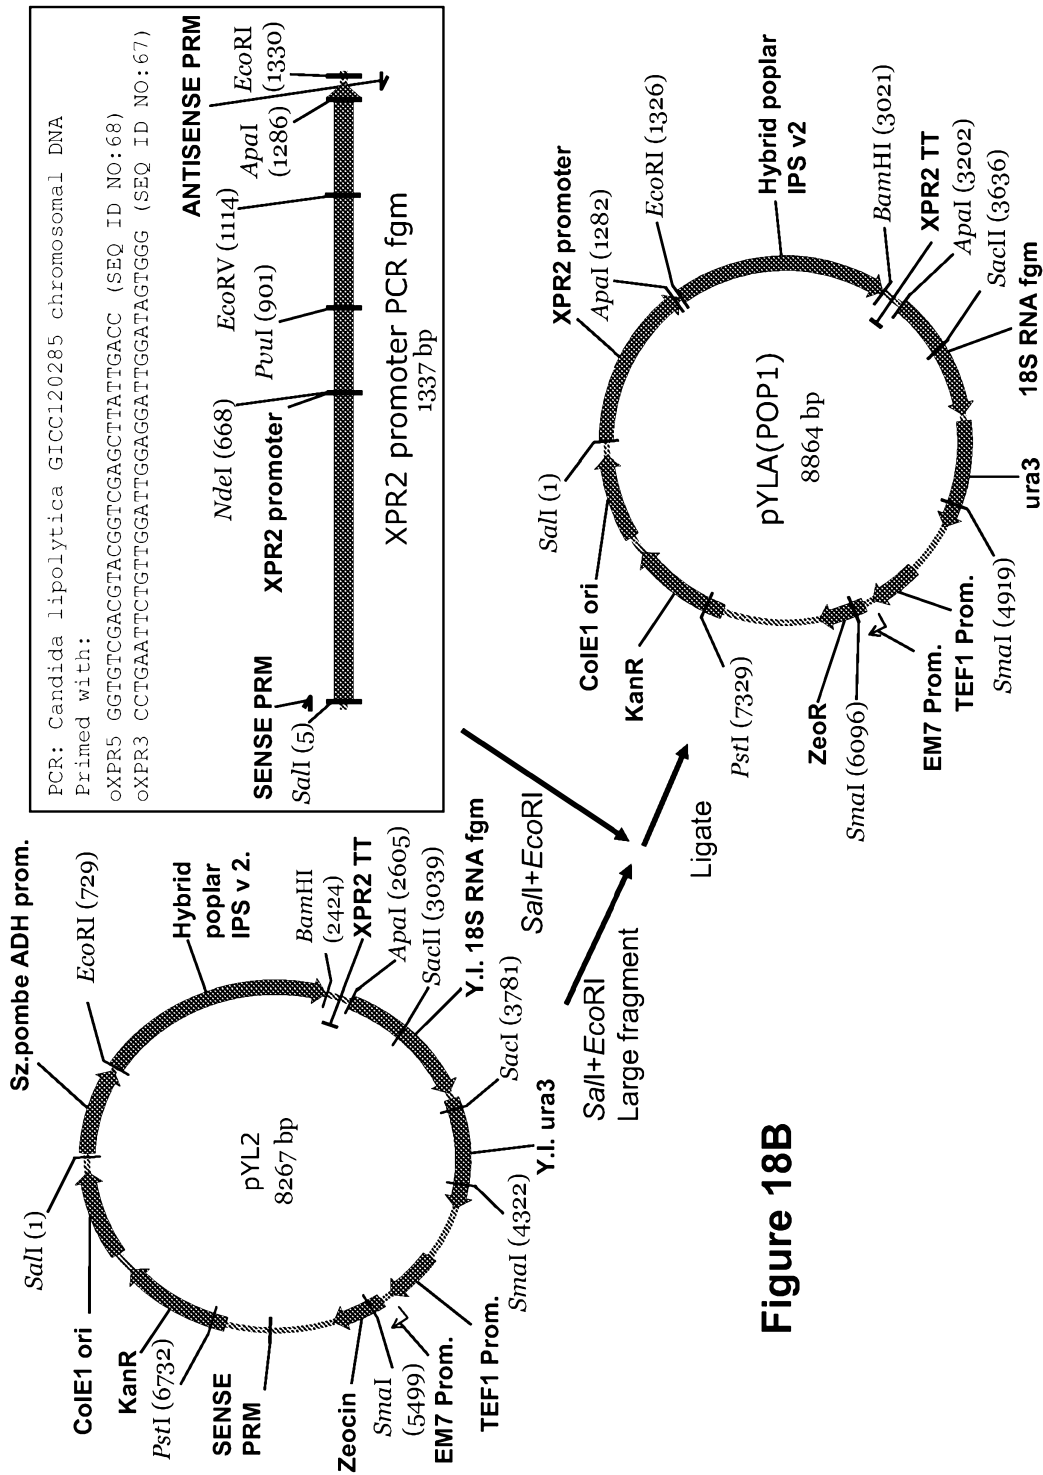 PCR: Candida lipolytica GICC120285 chromosomal DNA
Primed with:
oXPR5 GGTGTCGACGTACGGTCGAGCTTATTGACC (SEQ ID NO:68)
oXPR3 CCTGAATTCTGTTGGATTGGAGGATTGGATAGTGGG (SEQ ID NO:67)
SENSE PRM
SalI (5)
XPR2 promoter
NdeI (668)
PvuI (901)
EcoRV (1114)
ANTISENSE PRM
ApaI
(1286)
EcoRI
(1330)
XPR2 promoter PCR fgm
1337 bp
Sz.pombe ADH prom.
SalI (1)
EcoRI (729)
Hybrid
poplar
IPS v 2.
BamHI
(2424)
XPR2 TT
ApaI (2605)
SacII (3039)
Y.l. 18S RNA fgm
SacI (3781)
Y.l. ura3
SmaI (4322)
TEF1 Prom.
EM7 Prom.
SmaI
(5499)
Zeocin
SENSE
PRM
PstI (6732)
KanR
ColE1 ori
pYL2
8267 bp
SalI+EcoRI
Large fragment
SalI+EcoRI
Ligate
SalI (1)
XPR2 promoter
ApaI (1282)
EcoRI (1326)
Hybrid poplar
IPS v2
BamHI (3021)
XPR2 TT
ApaI (3202)
SacII (3636)
18S RNA fgm
ura3
SmaI (4919)
TEF1 Prom.
EM7 Prom.
SmaI (6096)
ZeoR
PstI (7329)
KanR
ColE1 ori
pYLA(POP1)
8864 bp
Figure 18B